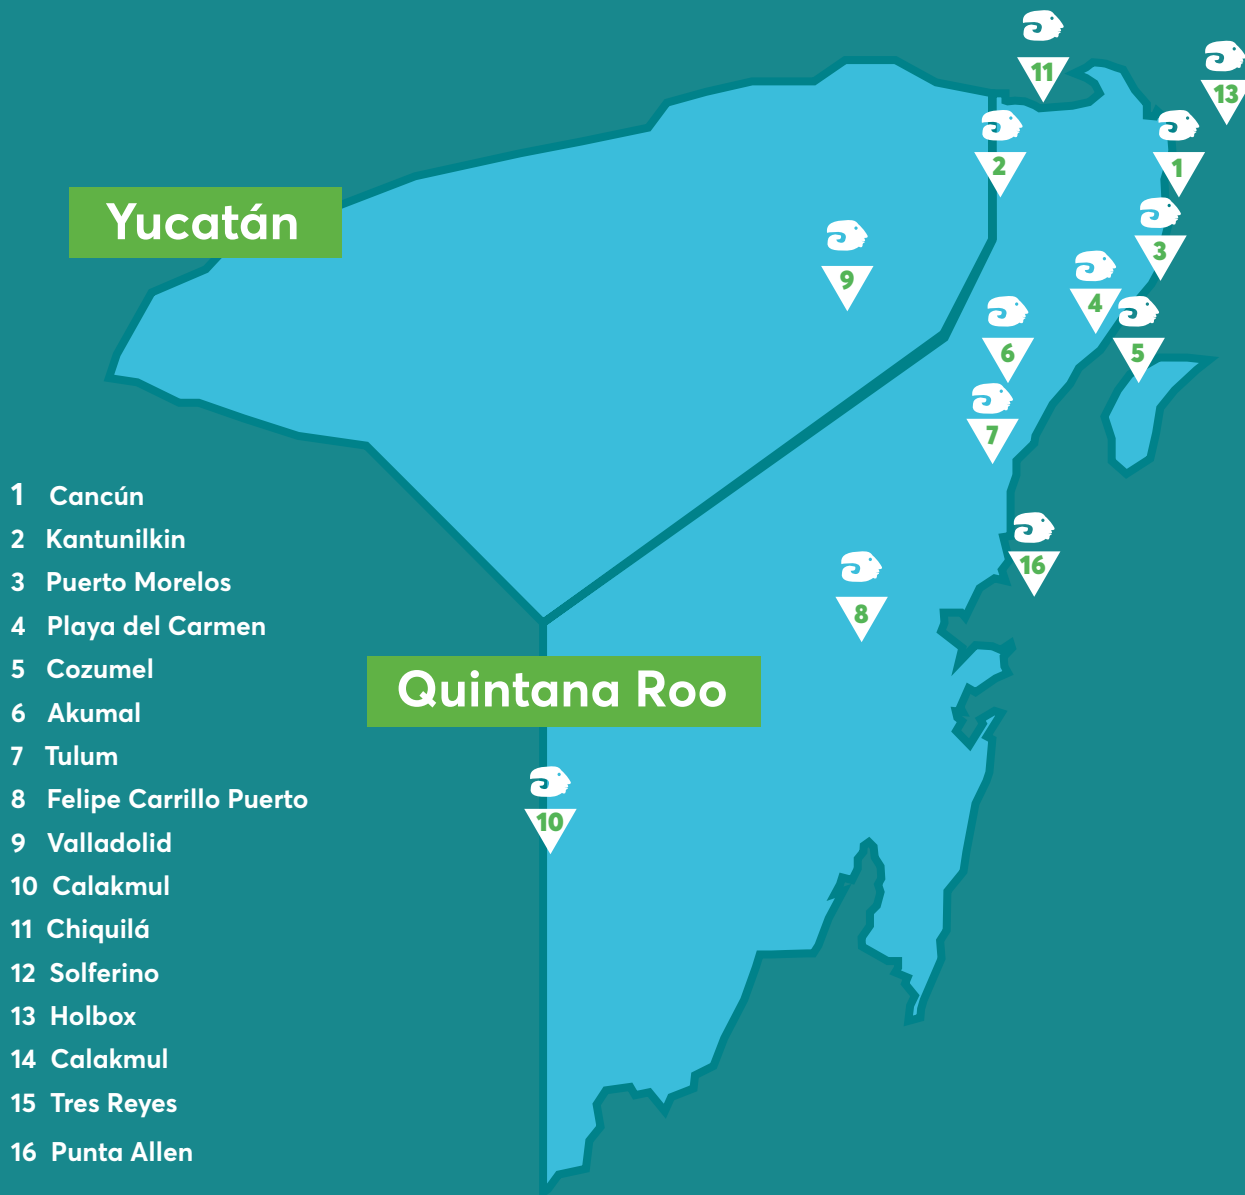 11
13
2
1
Yucatán
3
9
4
6
5
7
1 Cancún
2 Kantunilkin
16
3 Puerto Morelos
8
4 Playa del Carmen
5 Cozumel
Quintana Roo
6 Akumal
7 Tulum
8 Felipe Carrillo Puerto
10
9 Valladolid
10 Calakmul
11 Chiquilá
12 Solferino
13 Holbox
14 Calakmul
15 Tres Reyes
16 Punta Allen